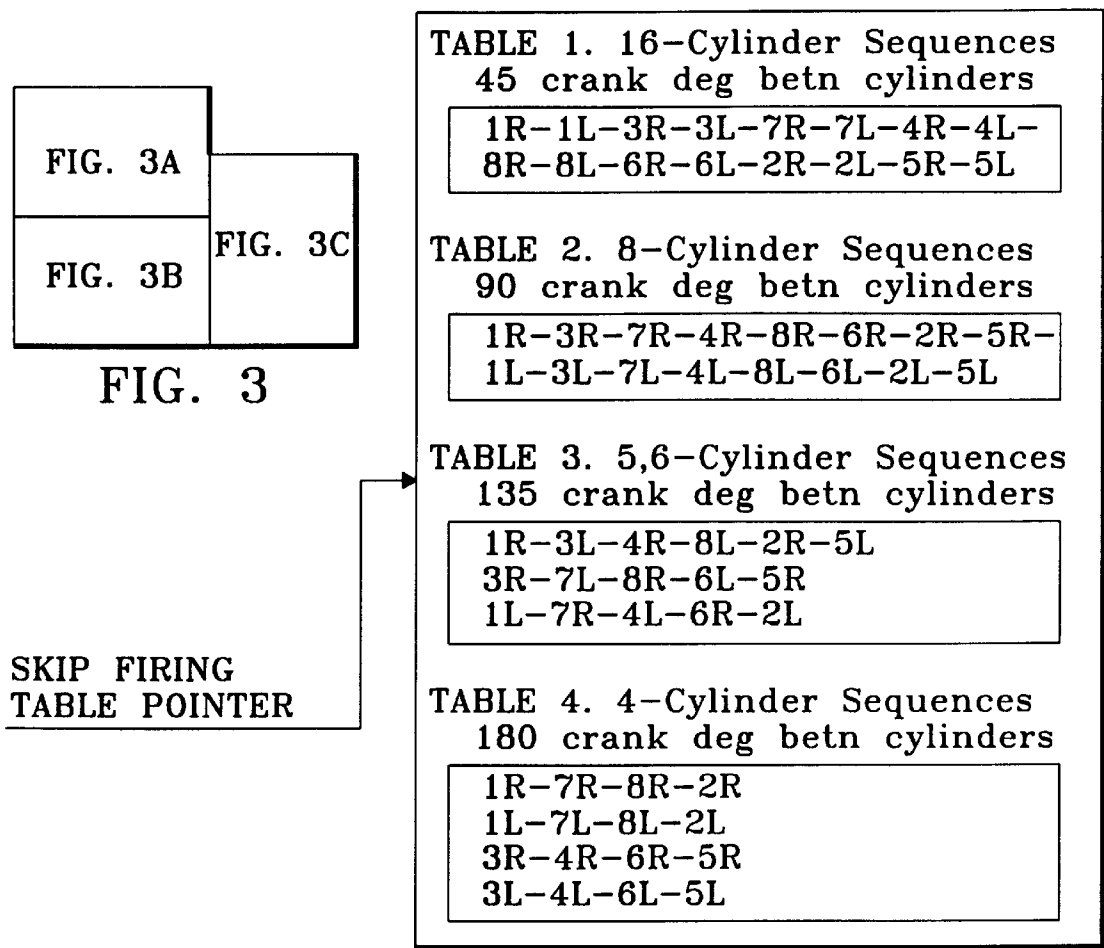 FIG. 3A
FIG. 3B
FIG. 3C
FIG. 3
SKIP FIRING
TABLE POINTER
TABLE 1. 16-Cylinder Sequences
45 crank deg betn cylinders
1R-1L-3R-3L-7R-7L-4R-4L-
8R-8L-6R-6L-2R-2L-5R-5L
TABLE 2. 8-Cylinder Sequences
90 crank deg betn cylinders
1R-3R-7R-4R-8R-6R-2R-5R-
1L-3L-7L-4L-8L-6L-2L-5L
TABLE 3. 5,6-Cylinder Sequences
135 crank deg betn cylinders
1R-3L-4R-8L-2R-5L
3R-7L-8R-6L-5R
1L-7R-4L-6R-2L
TABLE 4. 4-Cylinder Sequences
180 crank deg betn cylinders
1R-7R-8R-2R
1L-7L-8L-2L
3R-4R-6R-5R
3L-4L-6L-5L